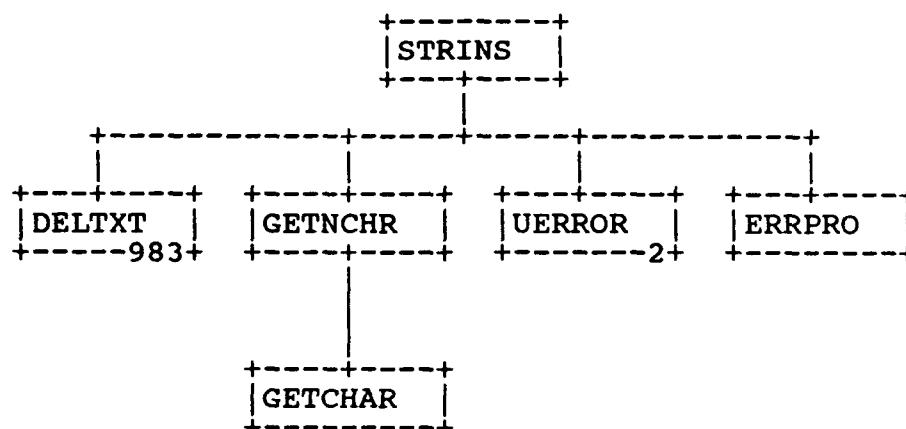 STRINS
DELTXT GETNCHR UERROR ERRPRO
983 2
GETCHAR